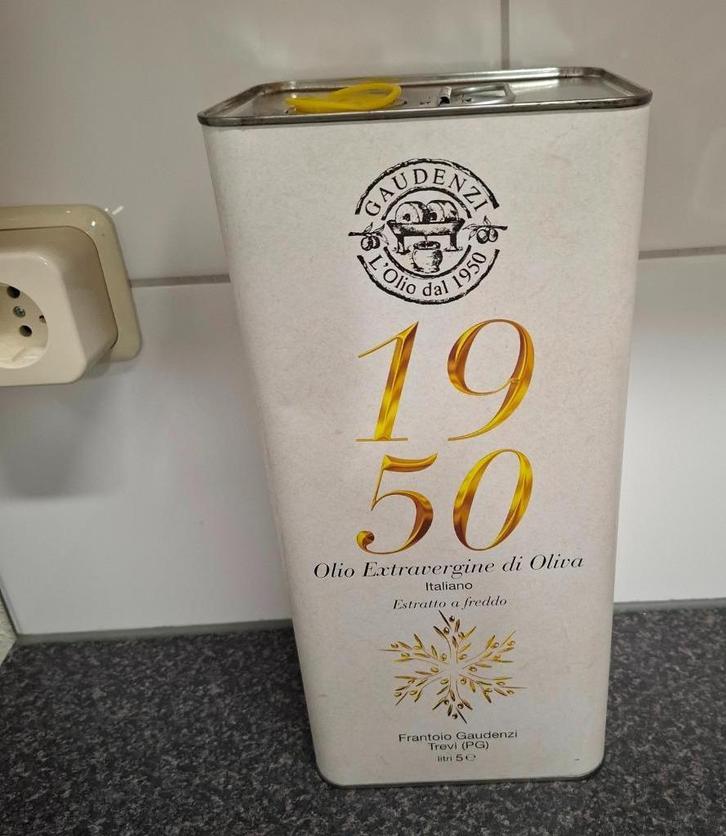 GAUDENZI
L'Olio dal 1950
19
50
Olio Extravergine di Oliva
Italiano
Estratto a freddo
Frantoio Gaudenzi
Trevi (PG)
litri 5 ℮